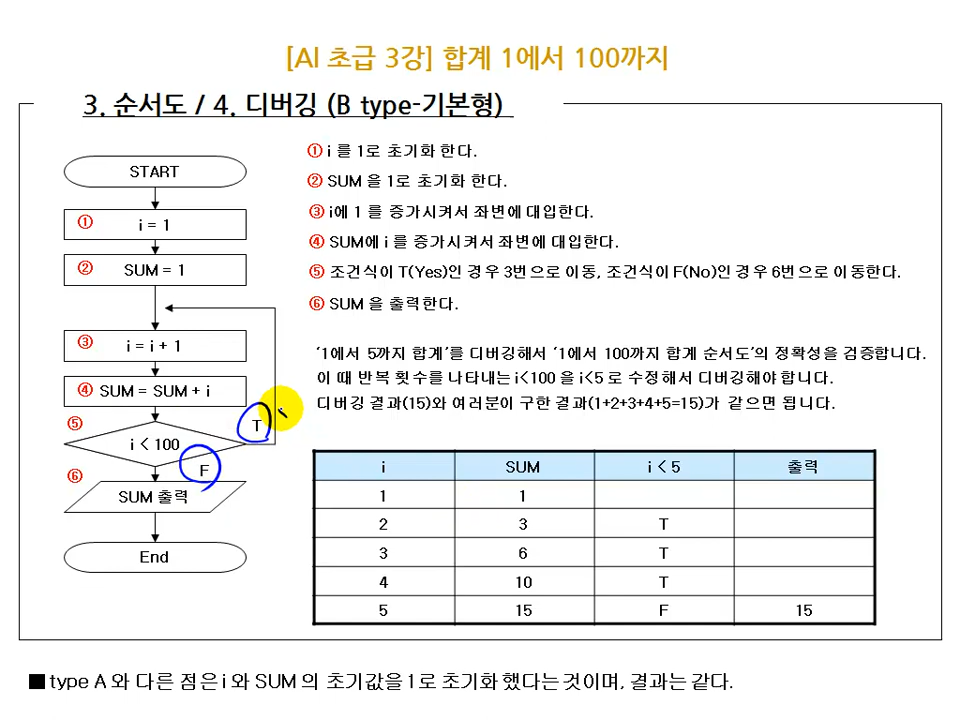 [AI 초급 3강] 합계 1에서 100까지
3. 순서도 / 4. 디버깅 (B type-기본형)
START
① i = 1
② SUM = 1
③ i = i + 1
④ SUM = SUM + i
⑤ i < 100
T
F
⑥ SUM 출력
End
① i 를 1로 초기화 한다.
② SUM 을 1로 초기화 한다.
③ i에 1 를 증가시켜서 좌변에 대입한다.
④ SUM에 i 를 증가시켜서 좌변에 대입한다.
⑤ 조건식이 T(Yes)인 경우 3번으로 이동, 조건식이 F(No)인 경우 6번으로 이동한다.
⑥ SUM 을 출력한다.
‘1에서 5까지 합계’를 디버깅해서 ‘1에서 100까지 합계 순서도’의 정확성을 검증합니다.
이 때 반복 횟수를 나타내는 i<100 을 i<5 로 수정해서 디버깅해야 합니다.
디버깅 결과(15)와 여러분이 구한 결과(1+2+3+4+5=15)가 같으면 됩니다.
i SUM i < 5 출력
1 1
2 3 T
3 6 T
4 10 T
5 15 F 15
■ type A 와 다른 점은 i 와 SUM 의 초기값을 1로 초기화 했다는 것이며, 결과는 같다.